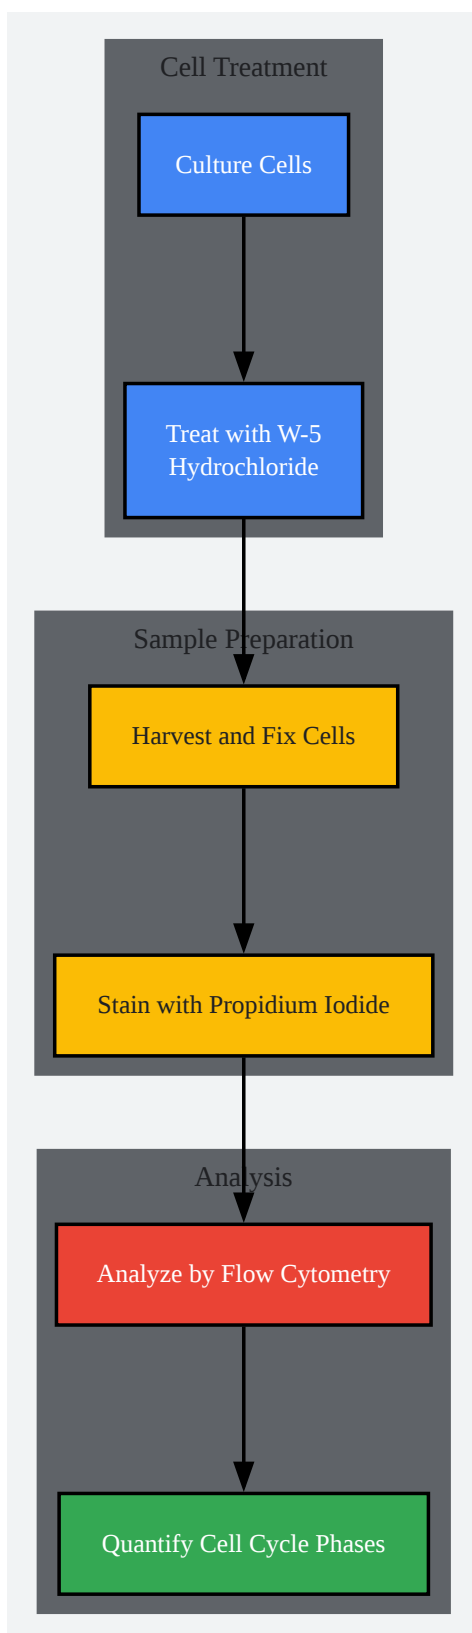 Cell Treatment
Culture Cells
Treat with W-5
Hydrochloride
Sample Preparation
Harvest and Fix Cells
Stain with Propidium Iodide
Analysis
Analyze by Flow Cytometry
Quantify Cell Cycle Phases